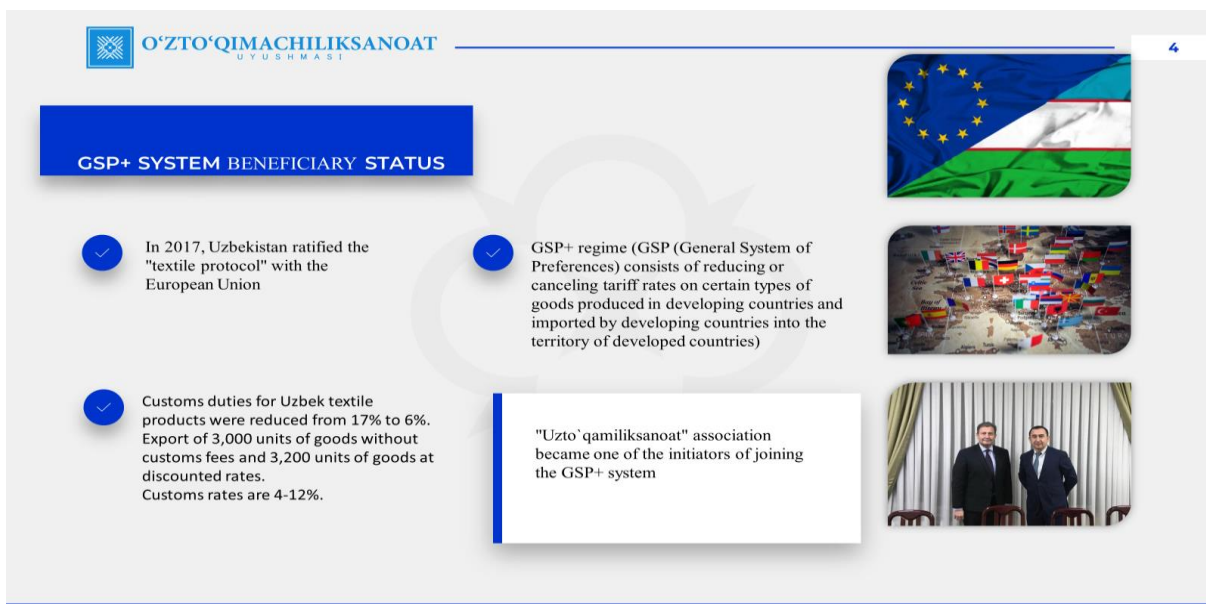 O‘ZTO‘QIMACHILIKSANOAT
UYUSHMASI
4
GSP+ SYSTEM BENEFICIARY STATUS
In 2017, Uzbekistan ratified the
"textile protocol" with the
European Union
GSP+ regime (GSP (General System of
Preferences) consists of reducing or
canceling tariff rates on certain types of
goods produced in developing countries and
imported by developing countries into the
territory of developed countries)
Customs duties for Uzbek textile
products were reduced from 17% to 6%.
Export of 3,000 units of goods without
customs fees and 3,200 units of goods at
discounted rates.
Customs rates are 4-12%.
"Uzto`qamiliksanoat" association
became one of the initiators of joining
the GSP+ system